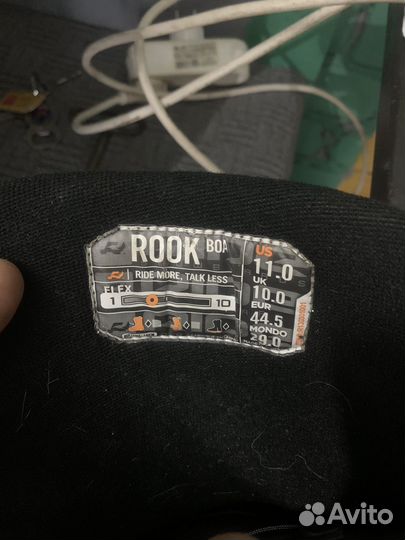 ROOK BOA
RIDE MORE, TALK LESS
FLEX
1 10
US
11.0
UK
10.0
EUR
44.5
MONDO
29.0
Avito